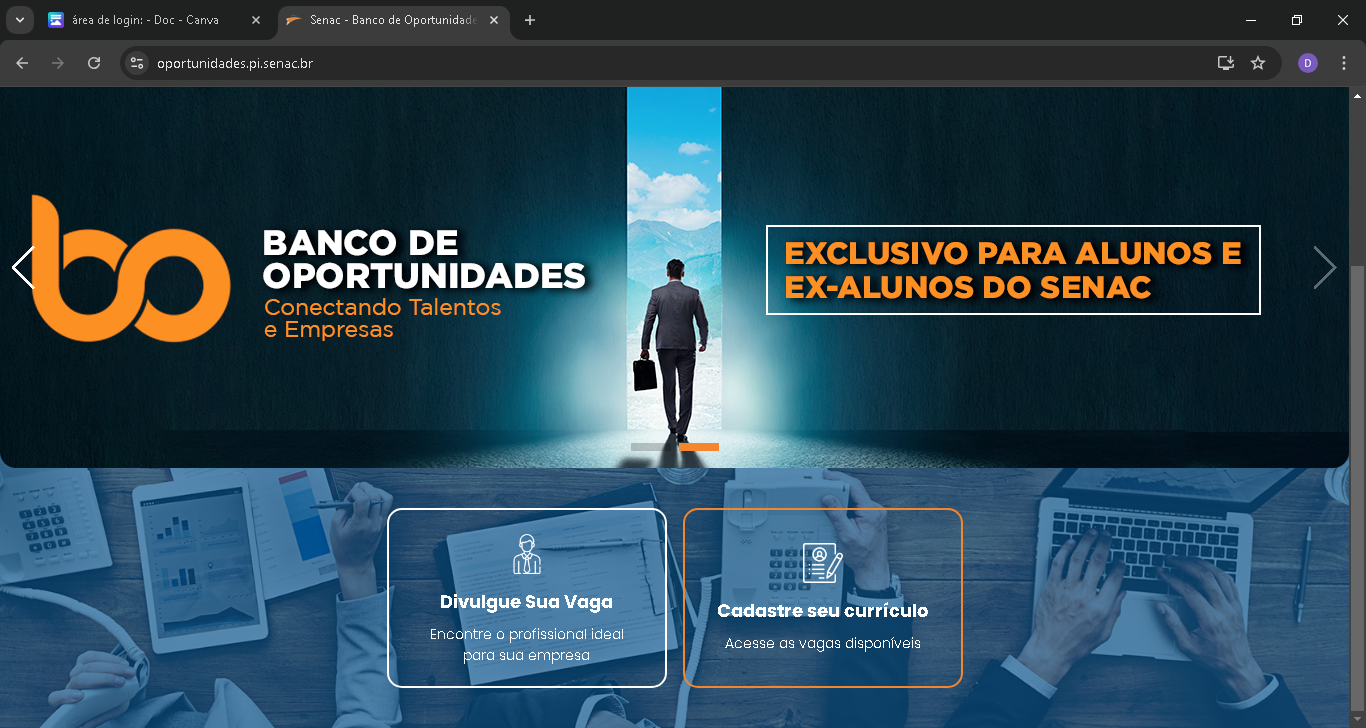 área de login: - Doc - Canva
Senac - Banco de Oportunidade
oportunidades.pi.senac.br
D
bo
BANCO DE
OPORTUNIDADES
Conectando Talentos
e Empresas
EXCLUSIVO PARA ALUNOS E
EX-ALUNOS DO SENAC
Divulgue Sua Vaga
Encontre o profissional ideal
para sua empresa
Cadastre seu currículo
Acesse as vagas disponíveis